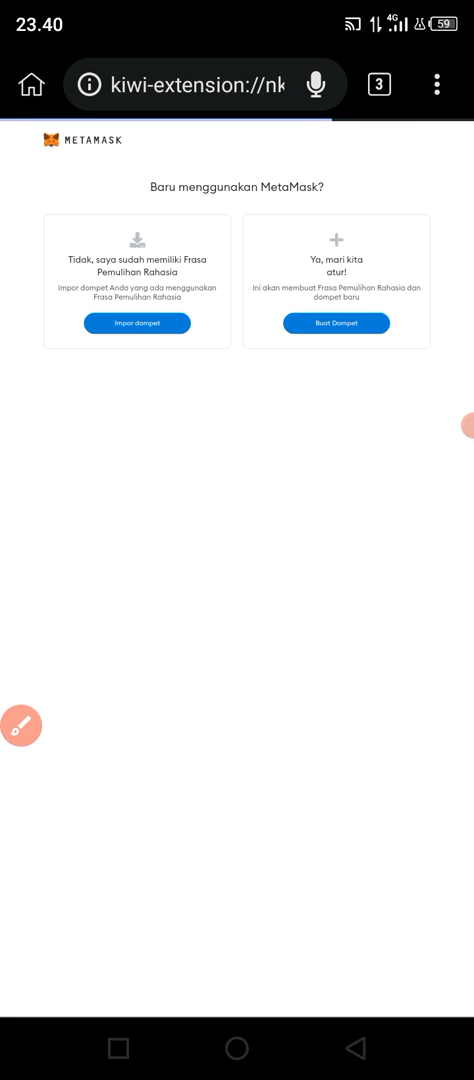 23.40
4G
59
kiwi-extension://nk
3
METAMASK
Baru menggunakan MetaMask?
Tidak, saya sudah memiliki Frasa
Pemulihan Rahasia
Impor dompet Anda yang ada menggunakan
Frasa Pemulihan Rahasia
Impor dompet
Ya, mari kita
atur!
Ini akan membuat Frasa Pemulihan Rahasia dan
dompet baru
Buat Dompet